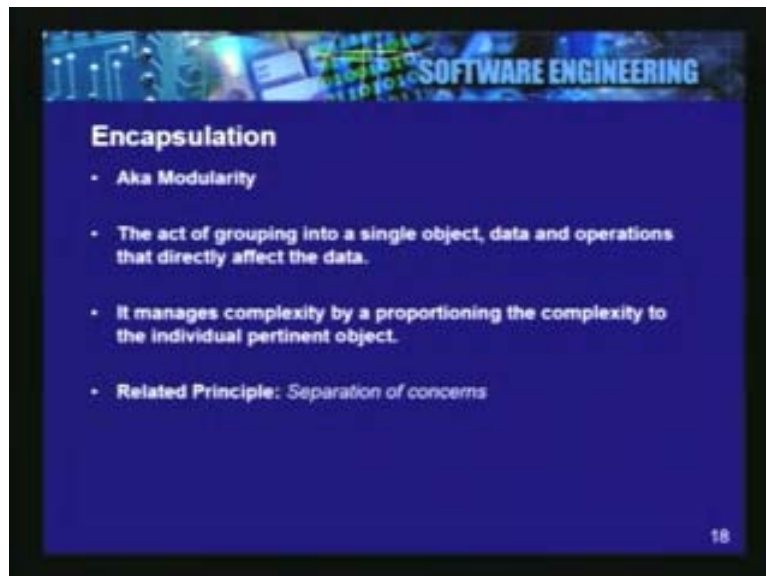 SOFTWARE ENGINEERING
Encapsulation
• Aka Modularity
• The act of grouping into a single object, data and operations
that directly affect the data.
• It manages complexity by a proportioning the complexity to
the individual pertinent object.
• Related Principle: Separation of concerns
18